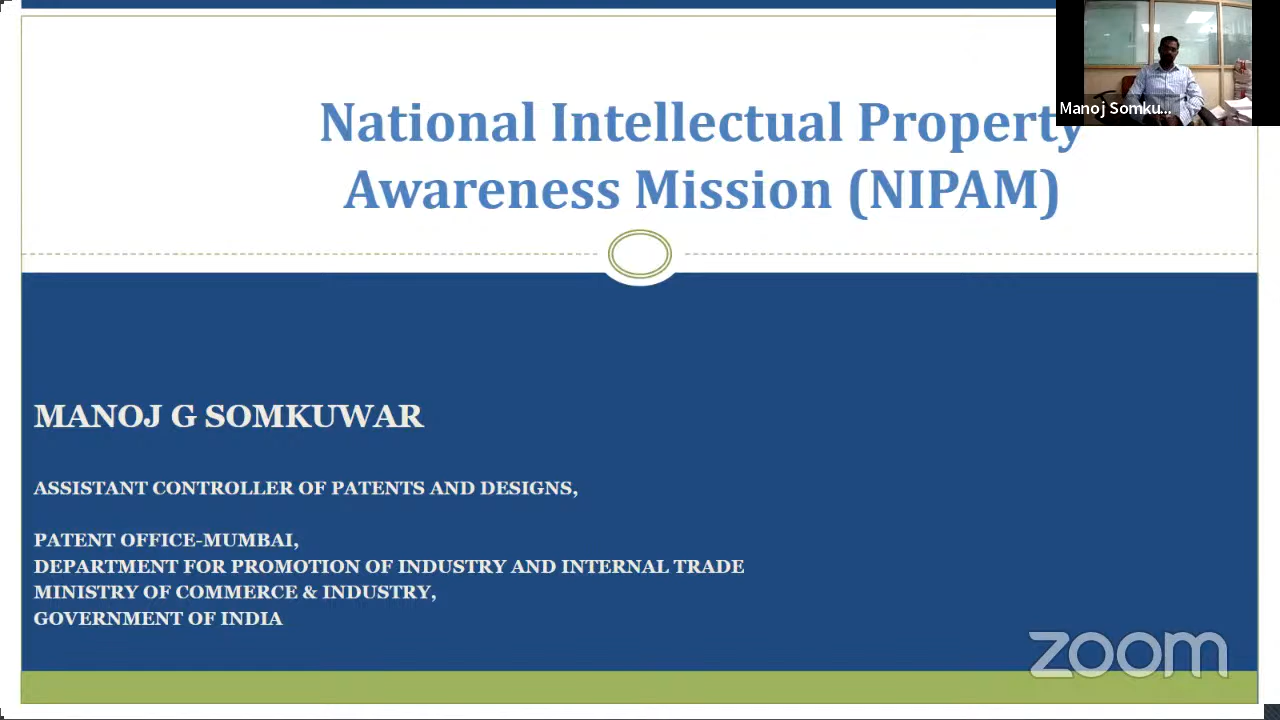 National Intellectual Property
Awareness Mission (NIPAM)
Manoj Somku...
MANOJ G SOMKUWAR
ASSISTANT CONTROLLER OF PATENTS AND DESIGNS,
PATENT OFFICE-MUMBAI,
DEPARTMENT FOR PROMOTION OF INDUSTRY AND INTERNAL TRADE
MINISTRY OF COMMERCE & INDUSTRY,
GOVERNMENT OF INDIA
zoom